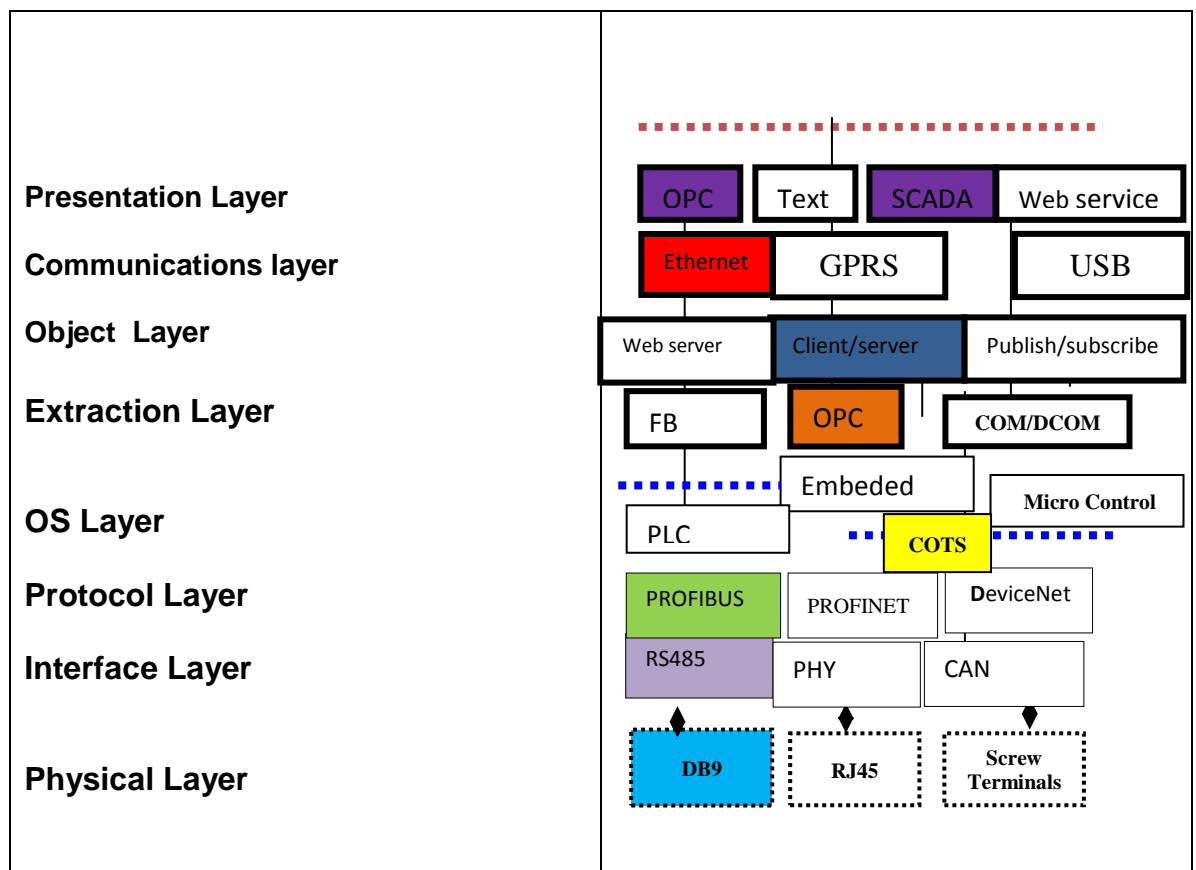 Presentation Layer
OPC
Text
SCADA
Web service
Communications layer
Ethernet
GPRS
USB
Object Layer
Web server
Client/server
Publish/subscribe
Extraction Layer
FB
OPC
COM/DCOM
Embeded
Micro Control
OS Layer
PLC
COTS
Protocol Layer
PROFIBUS
PROFINET
DeviceNet
Interface Layer
RS485
PHY
CAN
Physical Layer
DB9
RJ45
Screw
Terminals